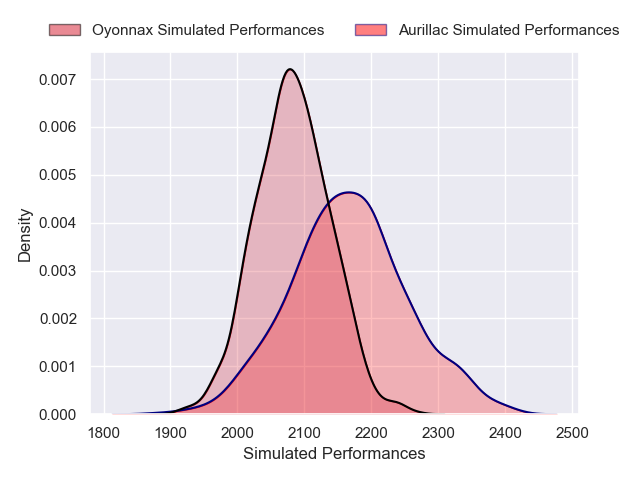 Oyonnax Simulated Performances Aurillac Simulated Performances
0.007
0.006
0.005
0.004
0.003
0.002
0.001
0.000
Density
1800 1900 2000 2100 2200 2300 2400 2500
Simulated Performances